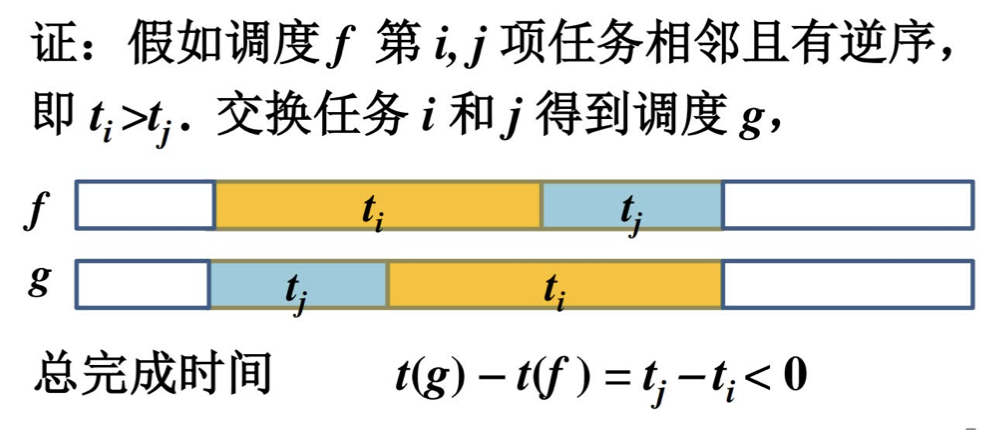 证：假如调度 f 第 i, j 项任务相邻且有逆序，
即 tᵢ>tⱼ. 交换任务 i 和 j 得到调度 g，
f tᵢ tⱼ
g tⱼ tᵢ
总完成时间 t(g) – t(f ) = tⱼ – tᵢ < 0